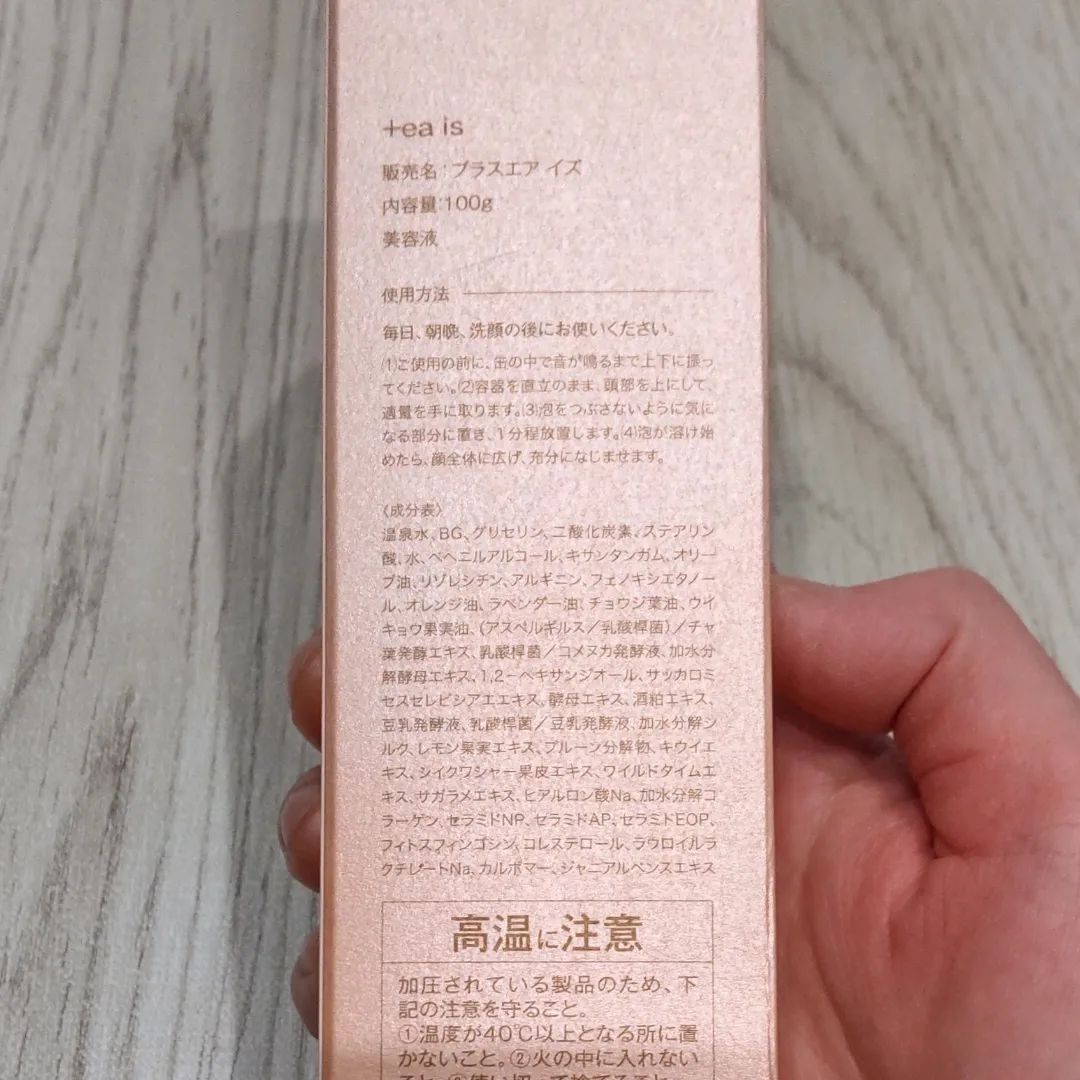 +ea is
販売名:プラスエア イズ
内容量:100g
美容液
使用方法
毎日、朝晩、洗顔の後にお使いください。
(1)ご使用の前に、缶の中で音が鳴るまで上下に振っ
てください。(2)容器を直立のまま、頭部を上にして、
適量を手に取ります。(3)泡をつぶさないように気に
なる部分に置き、1分程放置します。(4)泡が溶け始
めたら、顔全体に広げ、充分になじませます。
〈成分表〉
温泉水、BG、グリセリン、二酸化炭素、ステアリン
酸、水、ベヘニルアルコール、キサンタンガム、オリー
ブ油、リゾレシチン、アルギニン、フェノキシエタノー
ル、オレンジ油、ラベンダー油、チョウジ葉油、ウイ
キョウ果実油、(アスペルギルス/乳酸桿菌)/チャ
葉発酵エキス、乳酸桿菌/コメヌカ発酵液、加水分
解酵母エキス、1,2-ヘキサンジオール、サッカロミ
セスセレビシアエエキス、酵母エキス、酒粕エキス、
豆乳発酵液、乳酸桿菌/豆乳発酵液、加水分解シ
ルク、レモン果実エキス、プルーン分解物、キウイエ
キス、シイクワシャー果皮エキス、ワイルドタイムエ
キス、サガラメエキス、ヒアルロン酸Na、加水分解コ
ラーゲン、セラミドNP、セラミドAP、セラミドEOP、
フィトスフィンゴシン、コレステロール、ラウロイルラ
クチレートNa、カルボマー、ジャニアルベンスエキス
高温に注意
加圧されている製品のため、下
記の注意を守ること。
①温度が40℃以上となる所に置
かないこと。②火の中に入れない